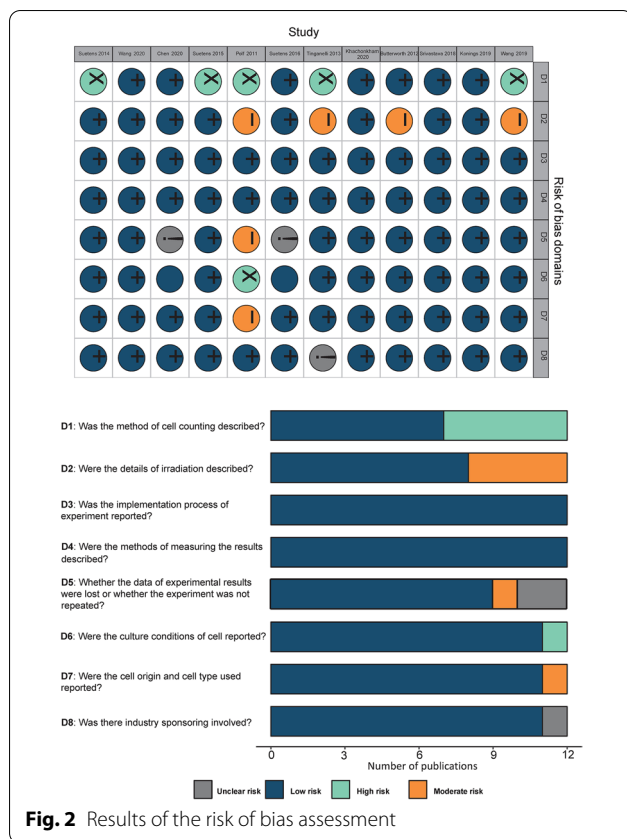 Study
Suetens 2014 Wang 2020 Chen 2020 Suetens 2015 Pelf 2011 Suetens 2016 Tinganelli 2013 Khachonkham 2020 Butterworth 2012 Srivastava 2016 Konings 2019 Wang 2018
D1
D2
D3
D4
D5
D6
D7
D8
Risk of bias domains
D1: Was the method of cell counting described?
D2: Were the details of irradiation described?
D3: Was the implementation process of
experiment reported?
D4: Were the methods of measuring the results
described?
D5: Whether the data of experimental results
were lost or whether the experiment was not
repeated?
D6: Were the culture conditions of cell reported?
D7: Were the cell origin and cell type used
reported?
D8: Was there industry sponsoring involved?
0 3 6 9 12
Number of publications
Unclear risk Low risk High risk Moderate risk
Fig. 2 Results of the risk of bias assessment